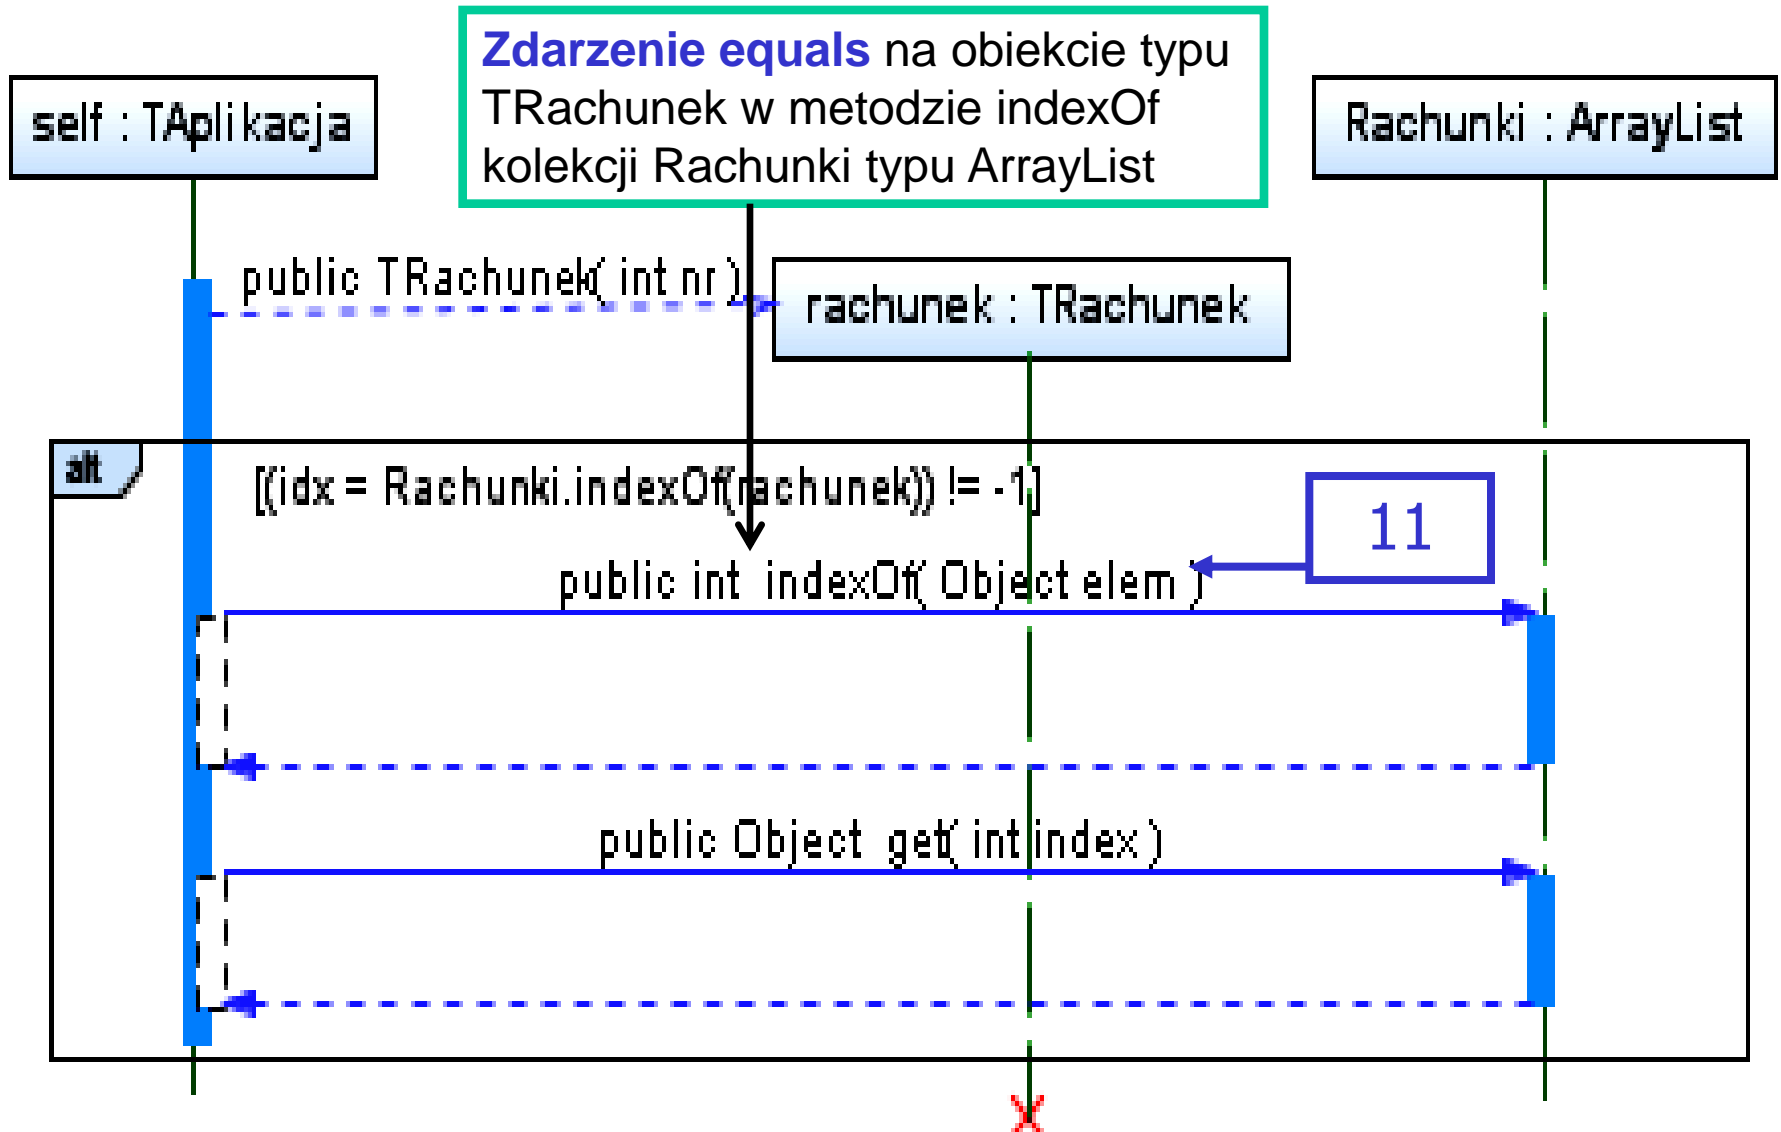 Zdarzenie equals na obiekcie typu
TRachunek w metodzie indexOf
kolekcji Rachunki typu ArrayList
self : TAplikacja
Rachunki : ArrayList
public TRachunek( int nr )
rachunek : TRachunek
alt
[(idx = Rachunki.indexOf(rachunek)) != -1]
11
public int indexOf( Object elem )
public Object get( int index )